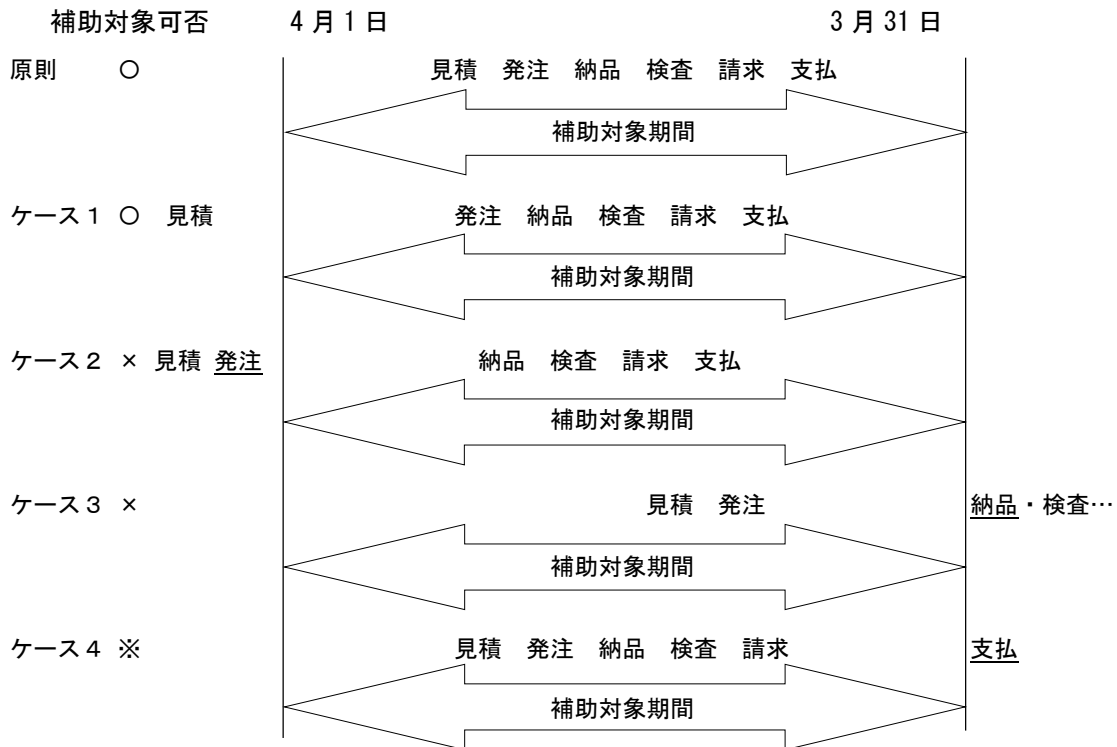 補助対象可否 4月1日 3月31日
原則 ○ 見積 発注 納品 検査 請求 支払
補助対象期間
ケース1 ○ 見積 発注 納品 検査 請求 支払
補助対象期間
ケース2 × 見積 発注 納品 検査 請求 支払
補助対象期間
ケース3 × 見積 発注 納品・検査…
補助対象期間
ケース4 ※ 見積 発注 納品 検査 請求 支払
補助対象期間